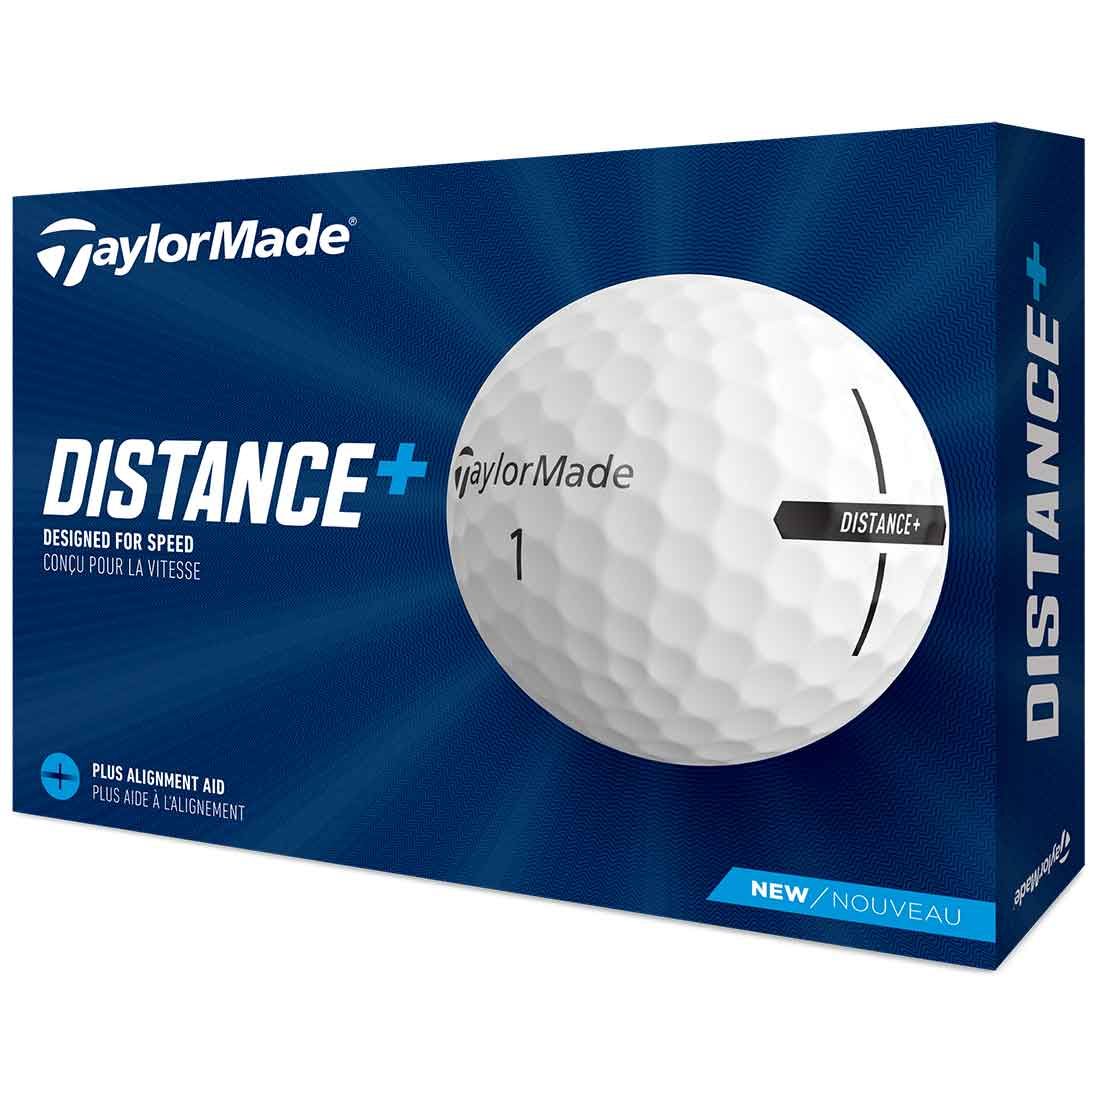 TaylorMade®
DISTANCE+
DESIGNED FOR SPEED
CONÇU POUR LA VITESSE
PLUS ALIGNMENT AID
PLUS AIDE À L'ALIGNEMENT
TaylorMade
1
DISTANCE+
NEW/NOUVEAU
DISTANCE+
TaylorMade